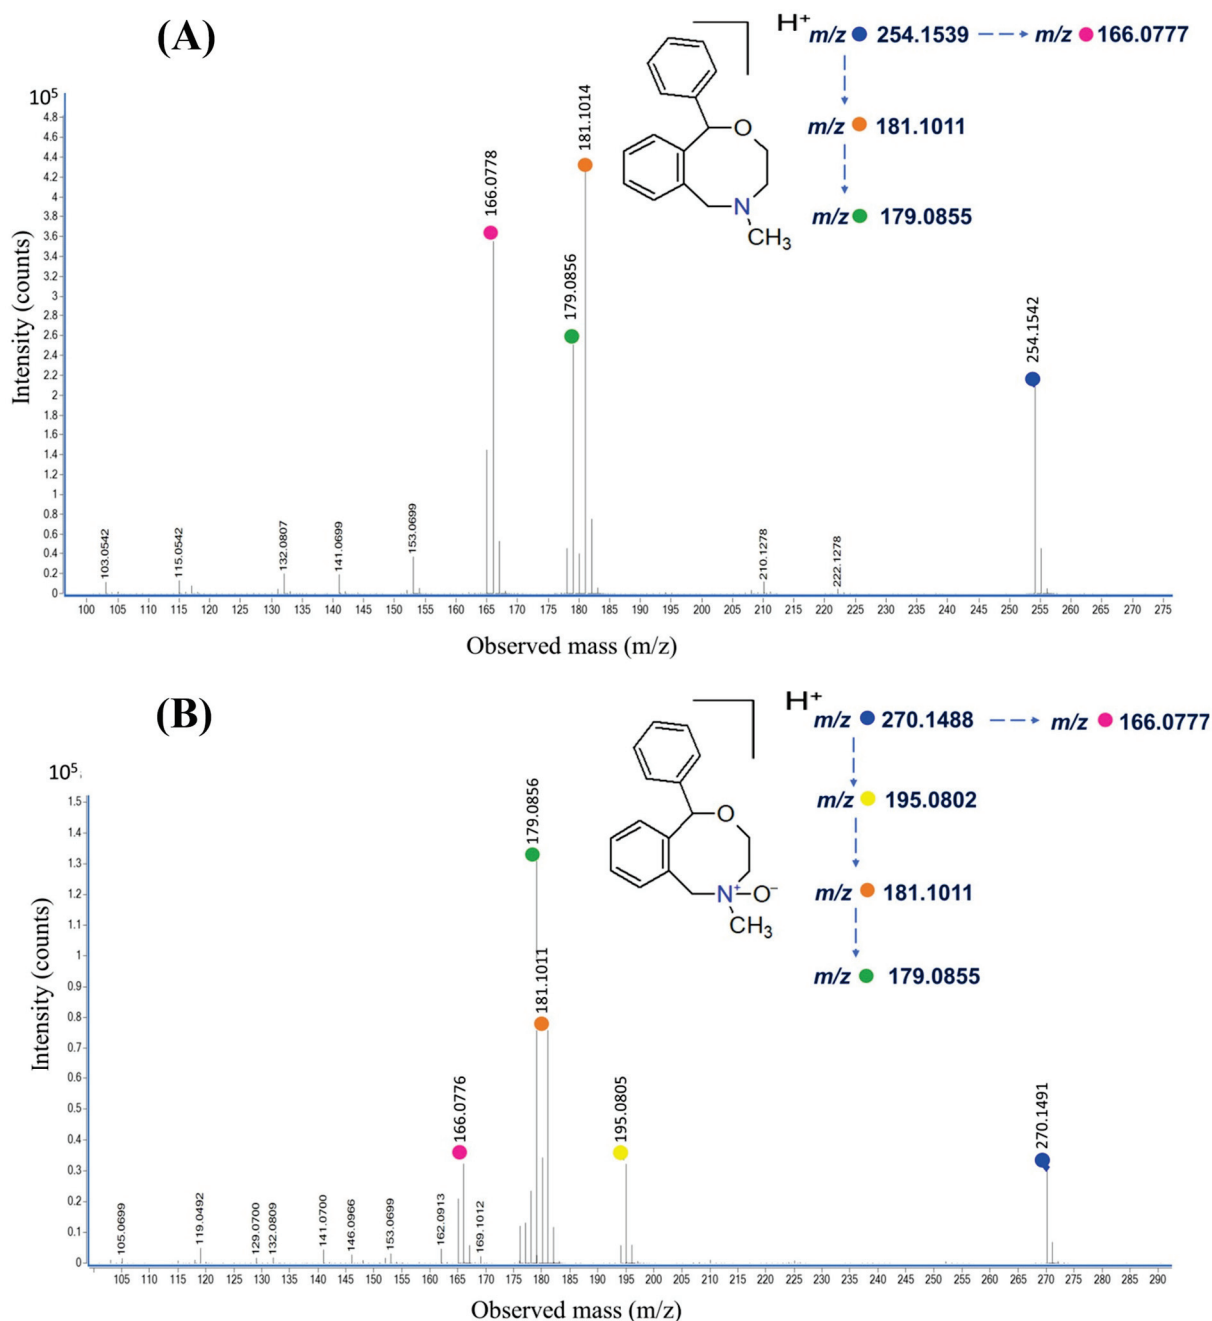 (A)
H+
m/z 254.1539 m/z 166.0777
m/z 181.1011
m/z 179.0855
O
N
CH3
10^5
4.8
4.6
4.4
4.2
4
3.8
3.6
3.4
3.2
3
2.8
2.6
2.4
2.2
2
1.8
1.6
1.4
1.2
1
0.8
0.6
0.4
0.2
0
Intensity (counts)
103.0542
115.0542
132.0807
141.0699
153.0699
166.0778
179.0856
181.1014
210.1278
222.1278
254.1542
100 105 110 115 120 125 130 135 140 145 150 155 160 165 170 175 180 185 190 195 200 205 210 215 220 225 230 235 240 245 250 255 260 265 270 275
Observed mass (m/z)
(B)
H+
m/z 270.1488 m/z 166.0777
m/z 195.0802
m/z 181.1011
m/z 179.0855
O
N+ O−
CH3
10^5
1.5
1.4
1.3
1.2
1.1
1
0.9
0.8
0.7
0.6
0.5
0.4
0.3
0.2
0.1
0
Intensity (counts)
105.0699
119.0492
129.0700
132.0809
141.0700
146.0966
153.0699
162.0913
166.0776
169.1012
179.0856
181.1011
195.0805
270.1491
105 110 115 120 125 130 135 140 145 150 155 160 165 170 175 180 185 190 195 200 205 210 215 220 225 230 235 240 245 250 255 260 265 270 275 280 285 290
Observed mass (m/z)